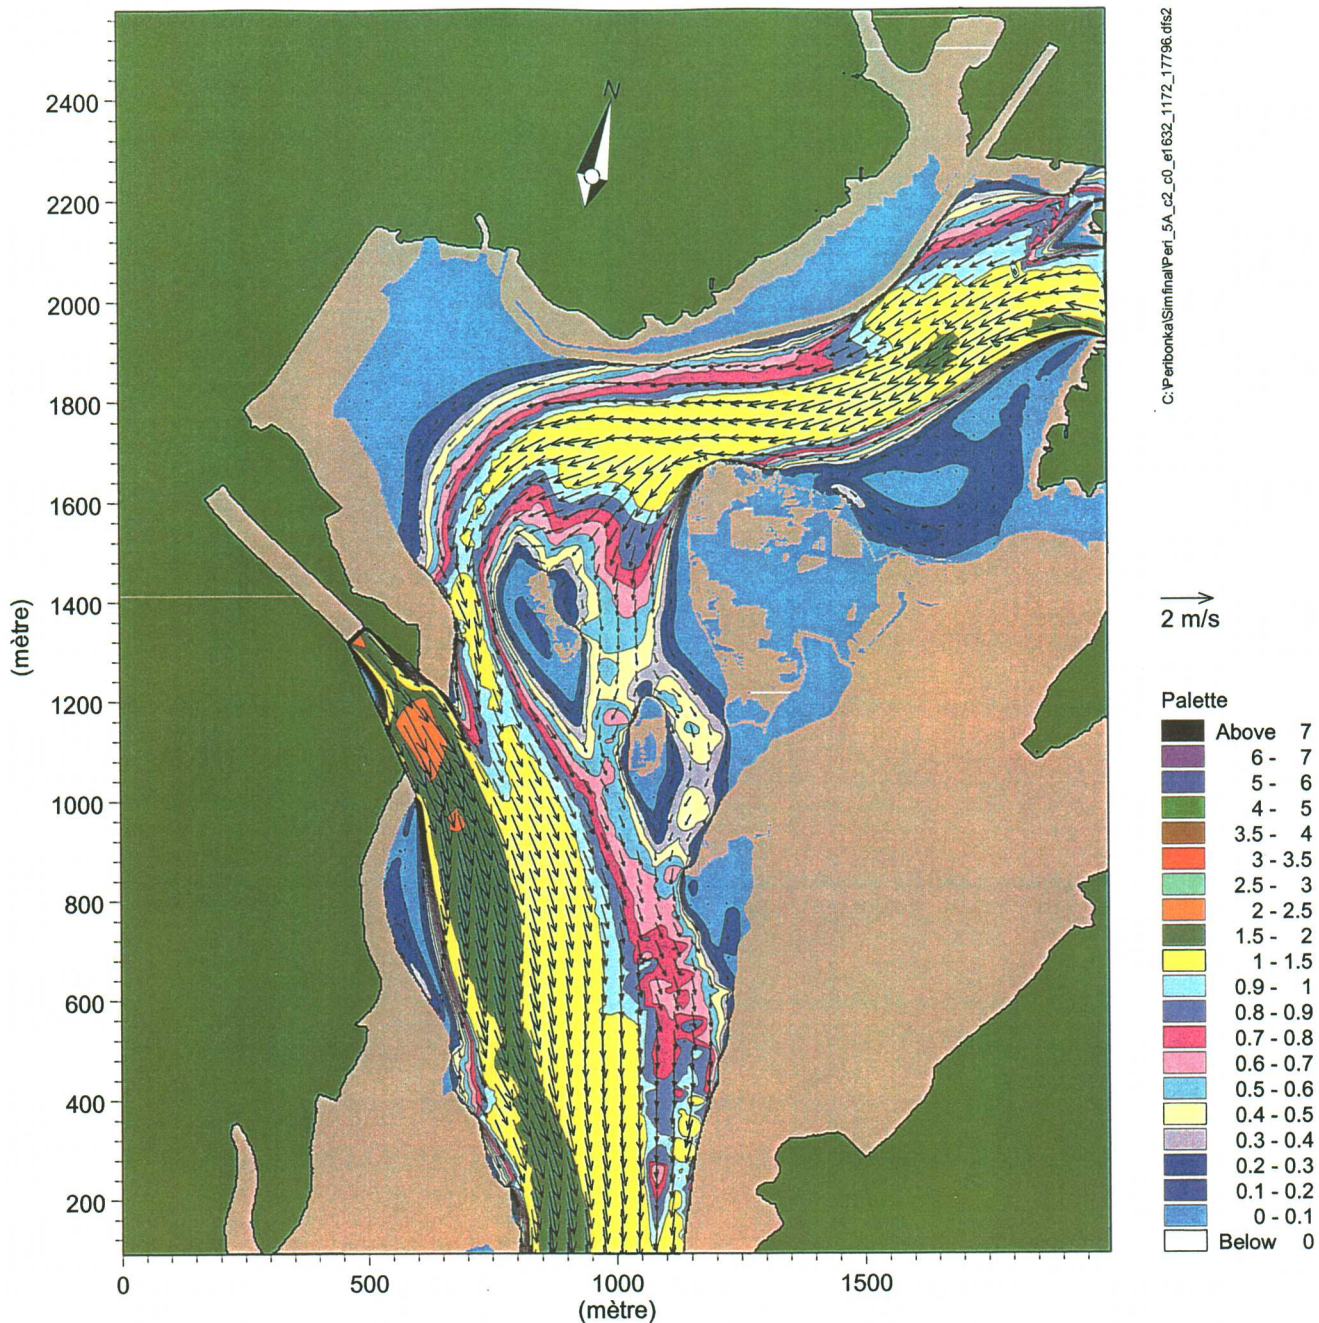 C:\Peribonka\Simfinal\Peri_5A_c2_c0_e1632_1172_17796.dfs2
N
2400
2200
2000
1800
1600
1400
1200
1000
800
600
400
200
(mètre)
0 500 1000 1500
(mètre)
2 m/s
Palette
Above 7
6 - 7
5 - 6
4 - 5
3.5 - 4
3 - 3.5
2.5 - 3
2 - 2.5
1.5 - 2
1 - 1.5
0.9 - 1
0.8 - 0.9
0.7 - 0.8
0.6 - 0.7
0.5 - 0.6
0.4 - 0.5
0.3 - 0.4
0.2 - 0.3
0.1 - 0.2
0 - 0.1
Below 0